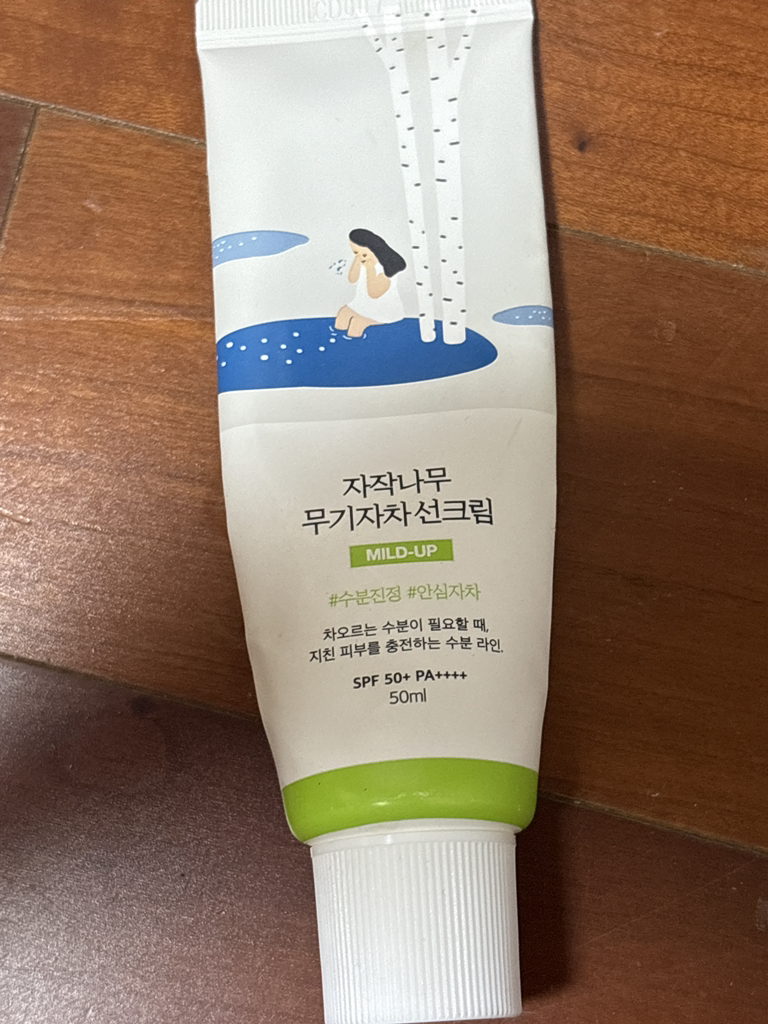 자작나무
무기자차 선크림
MILD-UP
#수분진정 #안심자차
차오르는 수분이 필요할 때,
지친 피부를 충전하는 수분 라인.
SPF 50+ PA++++
50ml